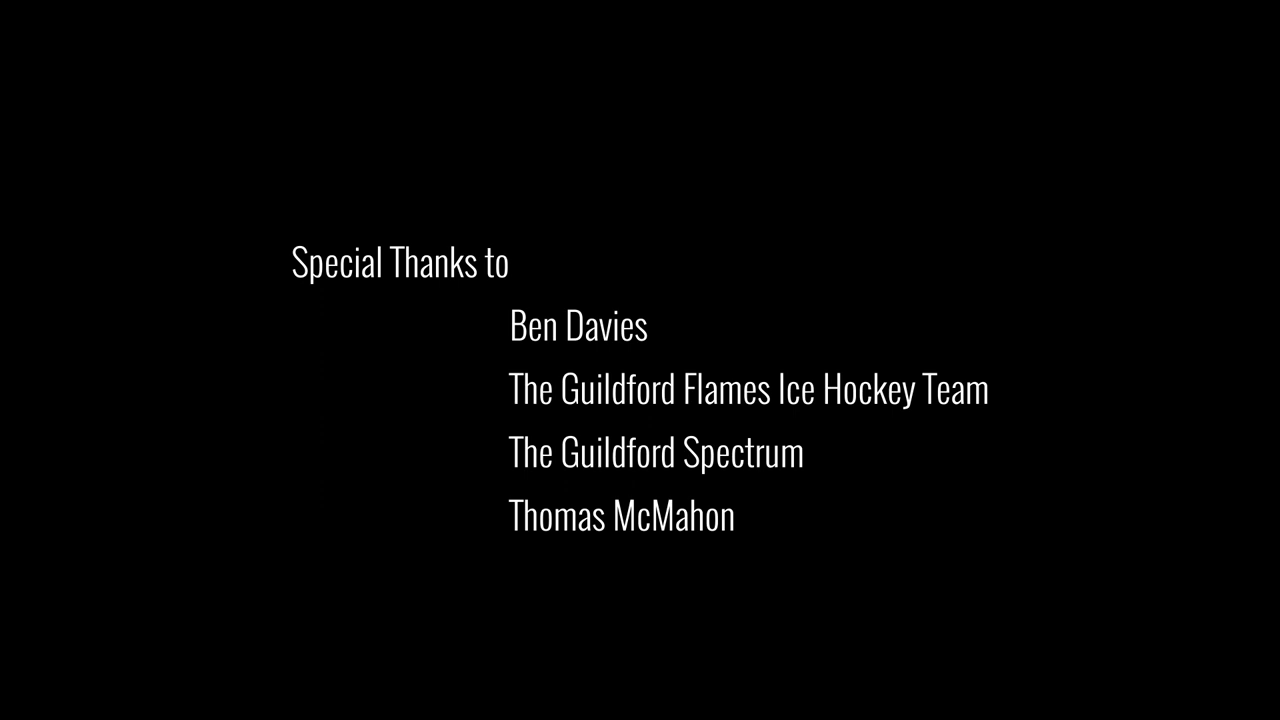 Special Thanks to
Ben Davies
The Guildford Flames Ice Hockey Team
The Guildford Spectrum
Thomas McMahon